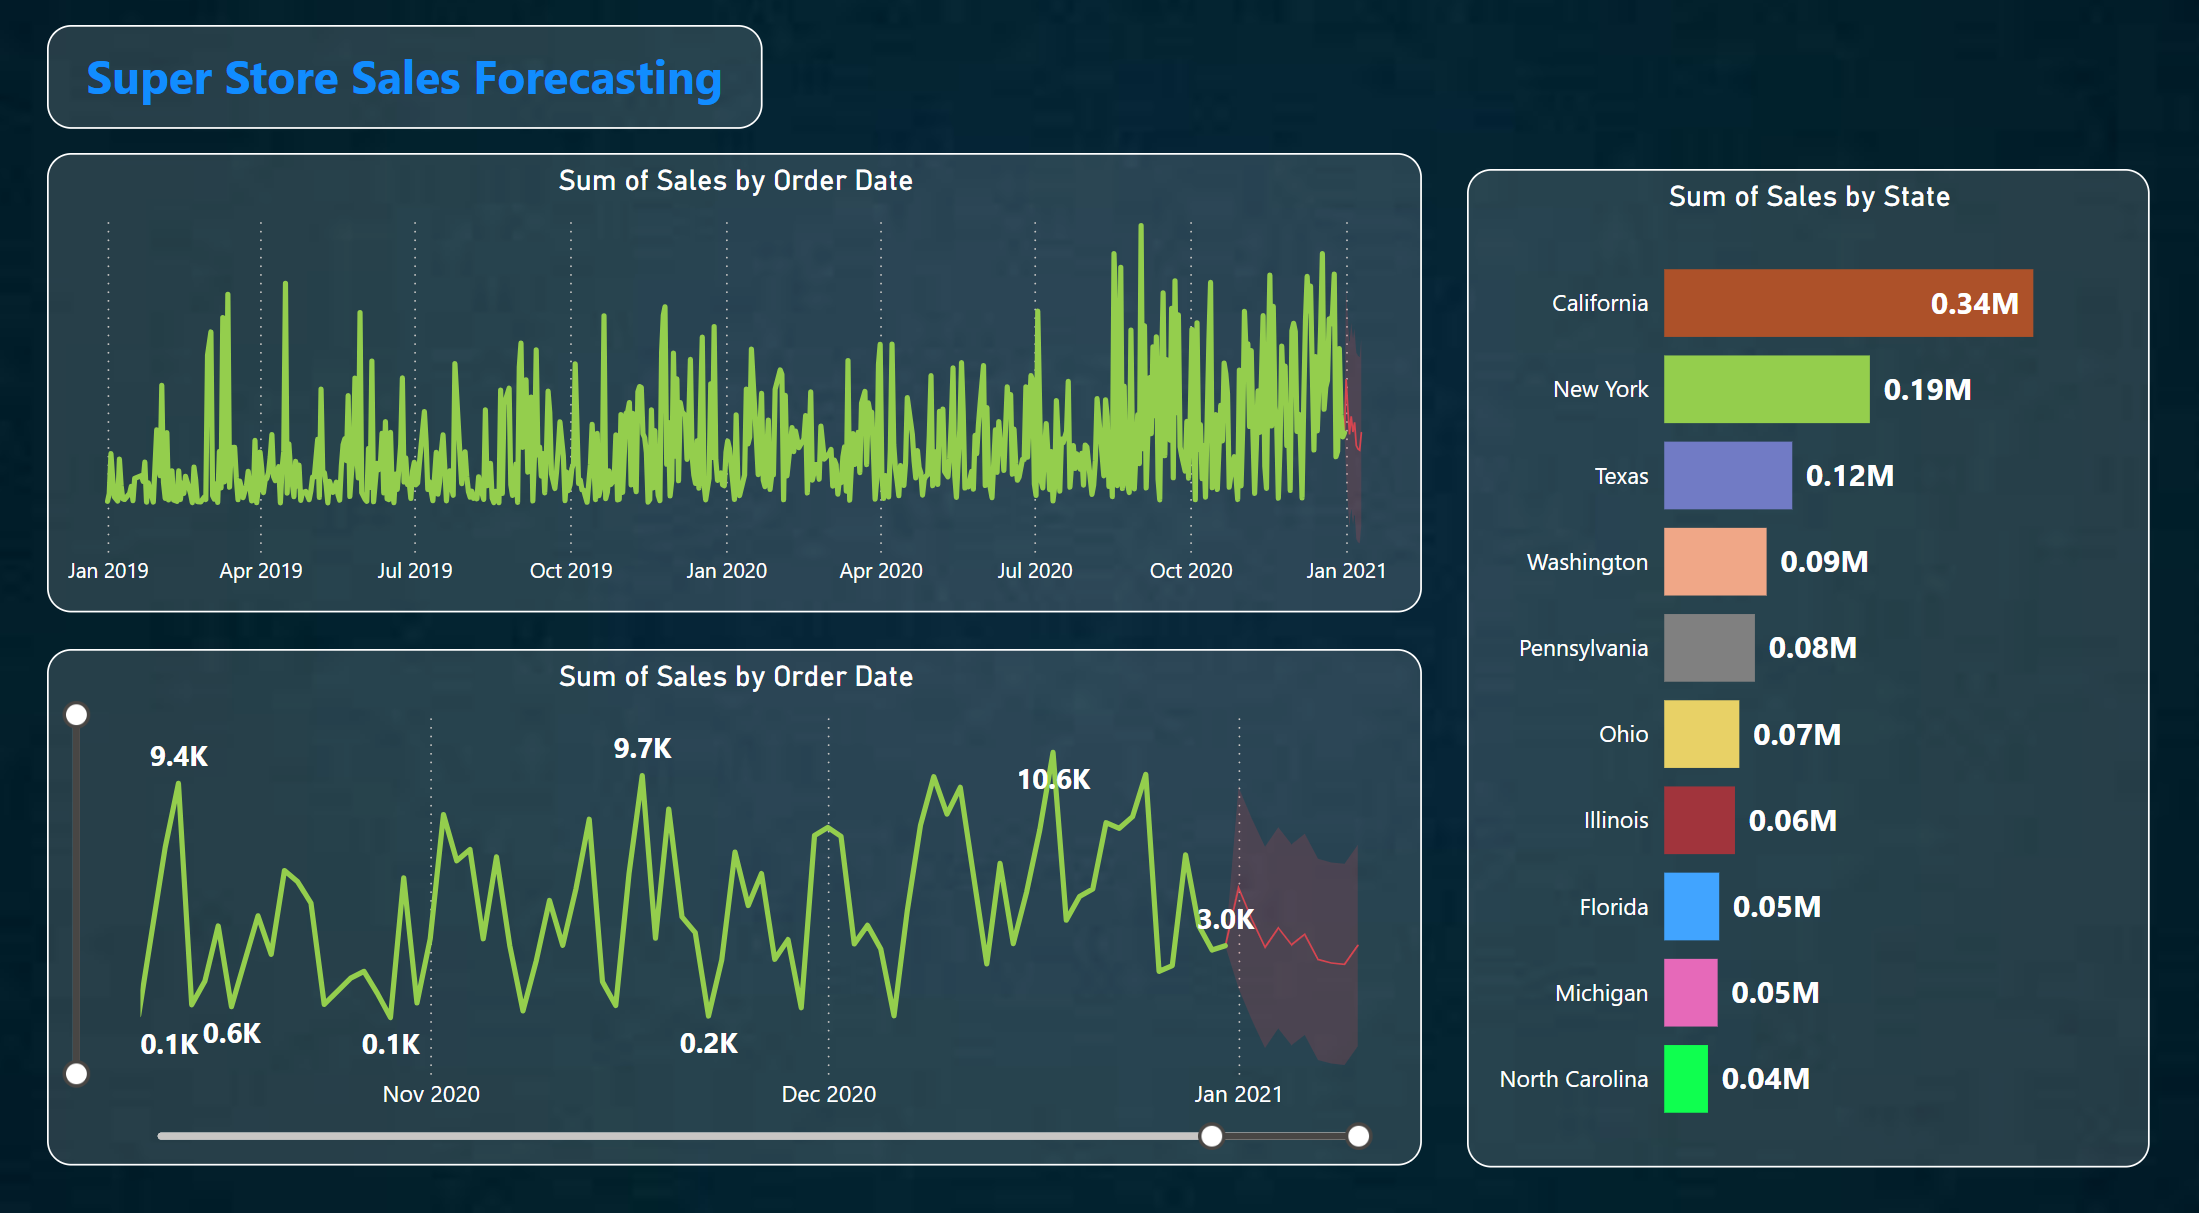 Super Store Sales Forecasting
Sum of Sales by Order Date
Jan 2019 Apr 2019 Jul 2019 Oct 2019 Jan 2020 Apr 2020 Jul 2020 Oct 2020 Jan 2021
Sum of Sales by Order Date
9.4K 9.7K 10.6K
3.0K
0.1K 0.6K 0.1K 0.2K
Nov 2020 Dec 2020 Jan 2021
Sum of Sales by State
California 0.34M
New York 0.19M
Texas 0.12M
Washington 0.09M
Pennsylvania 0.08M
Ohio 0.07M
Illinois 0.06M
Florida 0.05M
Michigan 0.05M
North Carolina 0.04M